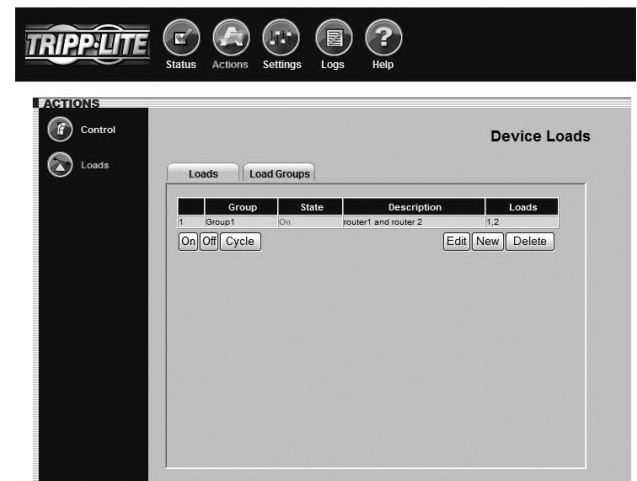 TRIPP·LITE
Status Actions Settings Logs Help
ACTIONS
Control
Loads
Device Loads
Loads Load Groups
Group State Description Loads
1 Group1 On router1 and router 2 1,2
On Off Cycle Edit New Delete